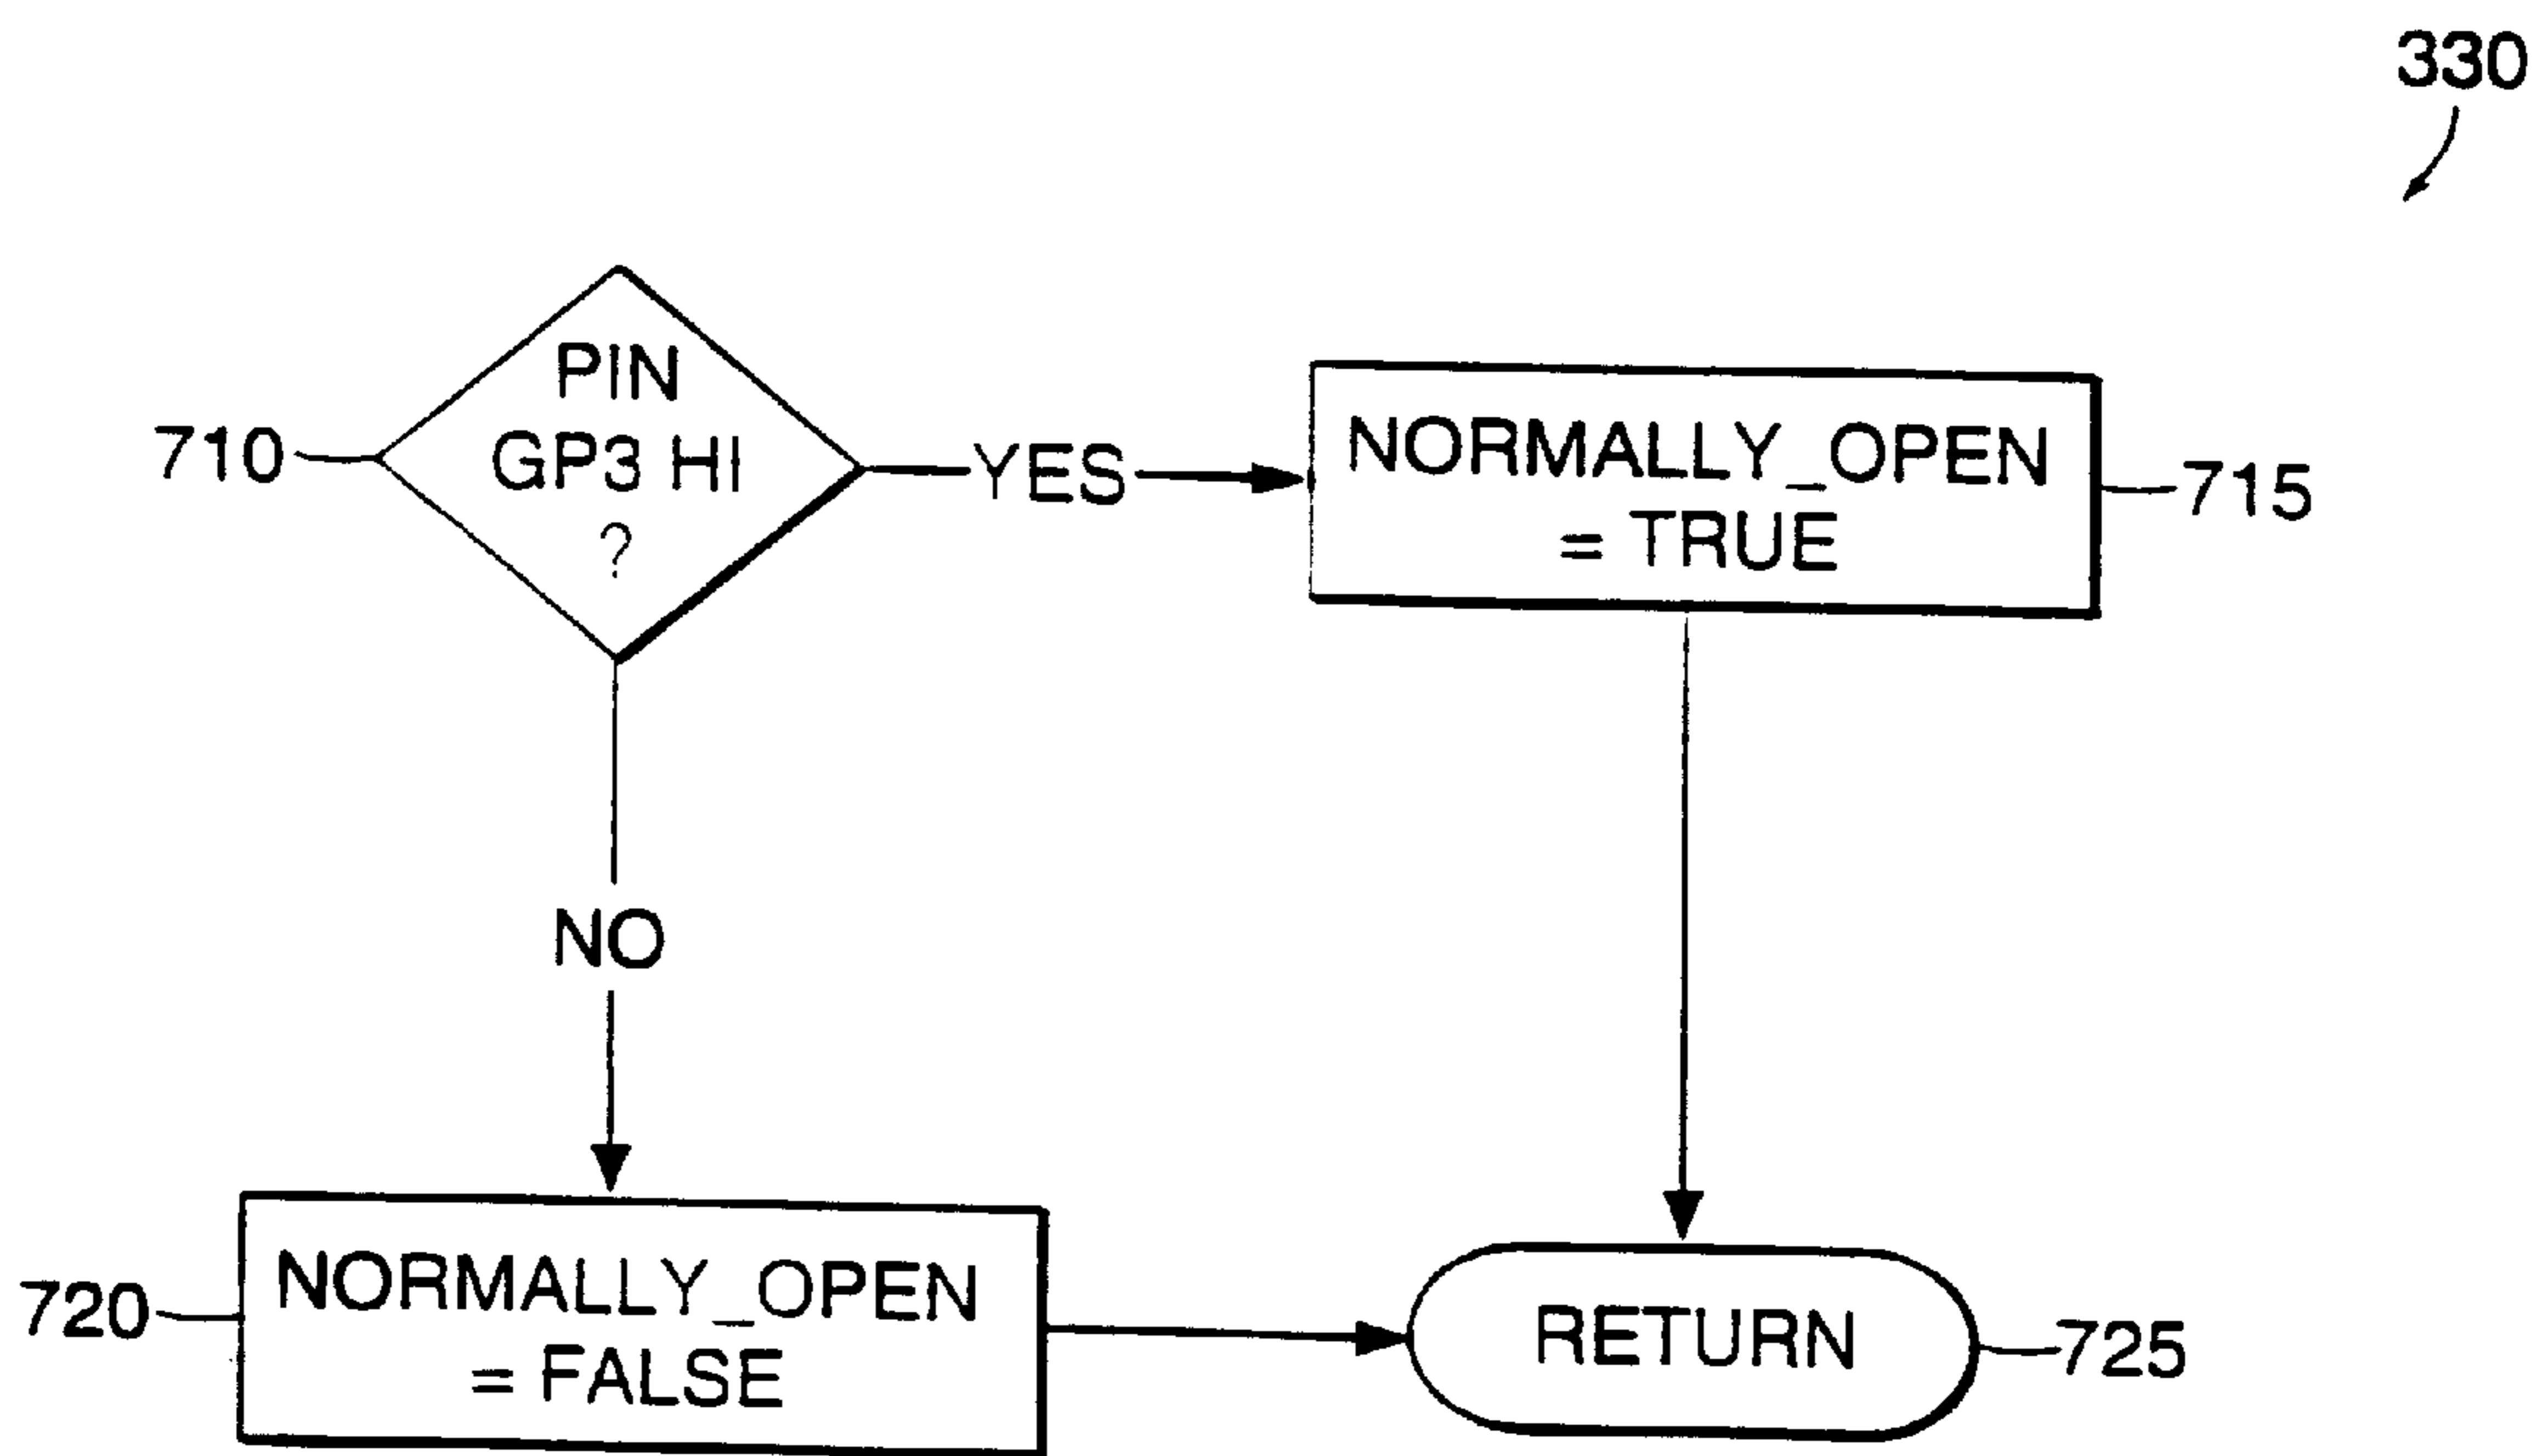 330
PIN
GP3 HI
?
710
YES
NORMALLY_OPEN
= TRUE
715
NO
NORMALLY_OPEN
= FALSE
720
RETURN
725